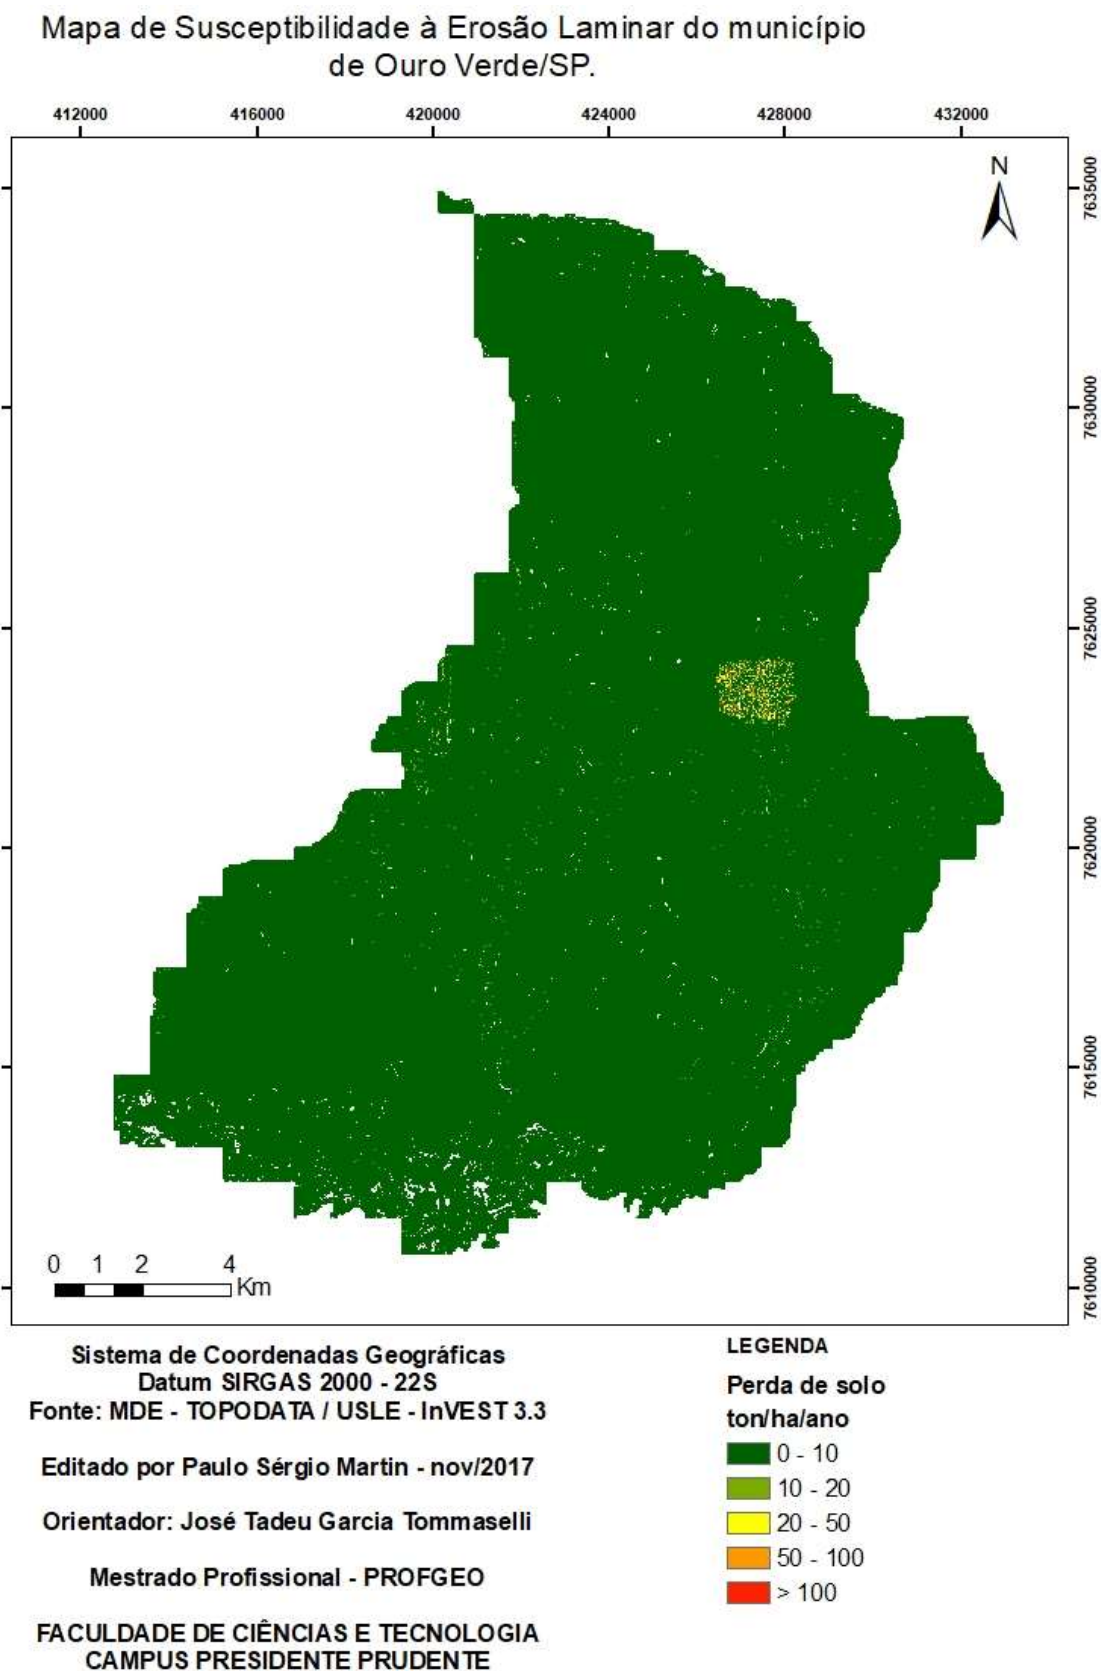 Mapa de Susceptibilidade à Erosão Laminar do município
de Ouro Verde/SP.
412000 416000 420000 424000 428000 432000
N
7635000
7630000
7625000
7620000
7615000
7610000
0 1 2 4
Km
Sistema de Coordenadas Geográficas
Datum SIRGAS 2000 - 22S
Fonte: MDE - TOPODATA / USLE - InVEST 3.3
Editado por Paulo Sérgio Martin - nov/2017
Orientador: José Tadeu Garcia Tommaselli
Mestrado Profissional - PROFGEO
FACULDADE DE CIÊNCIAS E TECNOLOGIA
CAMPUS PRESIDENTE PRUDENTE
LEGENDA
Perda de solo
ton/ha/ano
0 - 10
10 - 20
20 - 50
50 - 100
> 100